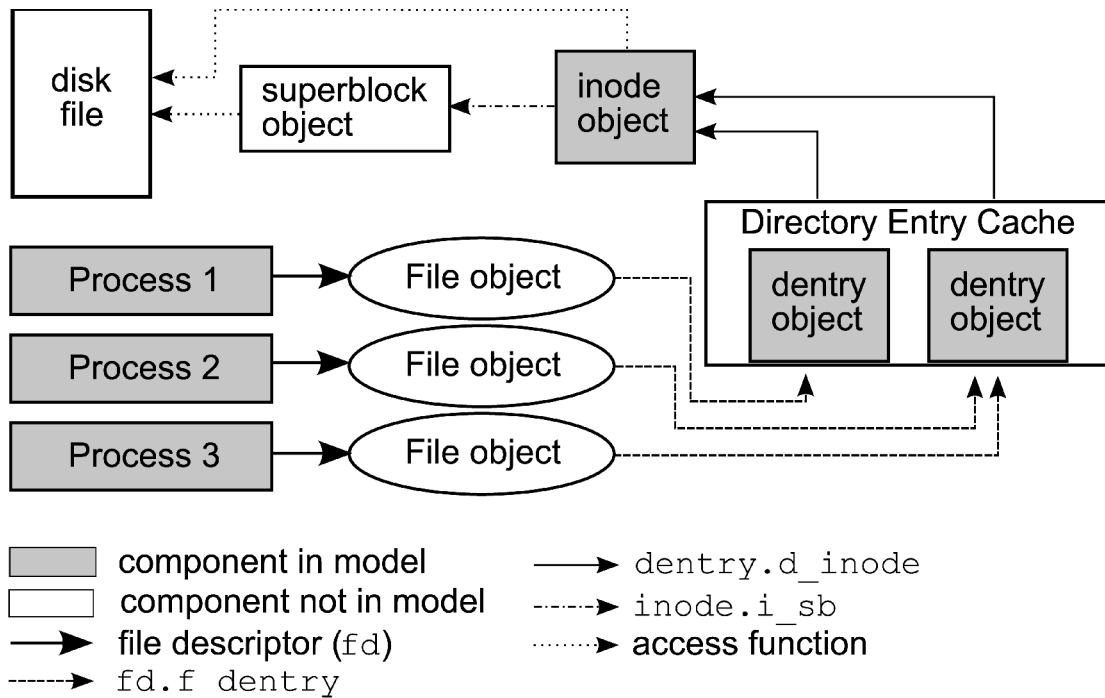 disk
file
superblock
object
inode
object
Directory Entry Cache
dentry
object
dentry
object
Process 1
File object
Process 2
File object
Process 3
File object
component in model
component not in model
file descriptor (fd)
fd.f dentry
dentry.d_inode
inode.i_sb
access function